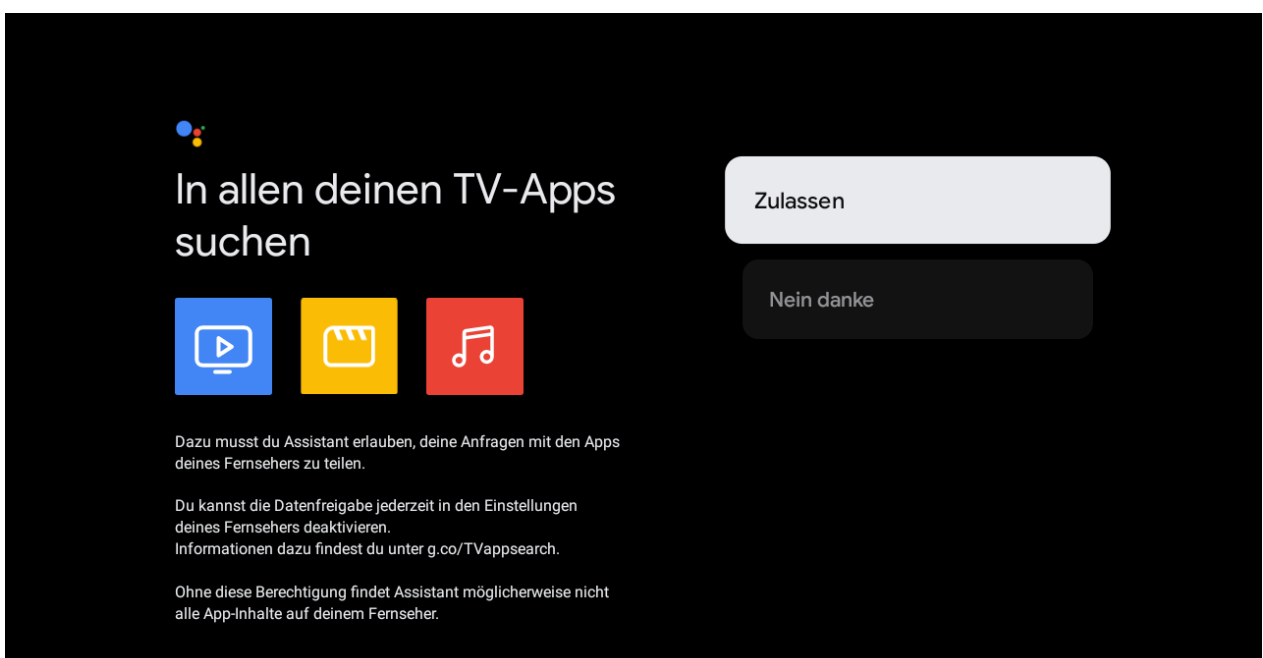 In allen deinen TV-Apps
suchen
Dazu musst du Assistant erlauben, deine Anfragen mit den Apps
deines Fernsehers zu teilen.
Du kannst die Datenfreigabe jederzeit in den Einstellungen
deines Fernsehers deaktivieren.
Informationen dazu findest du unter g.co/TVappsearch.
Ohne diese Berechtigung findet Assistant möglicherweise nicht
alle App-Inhalte auf deinem Fernseher.
Zulassen
Nein danke